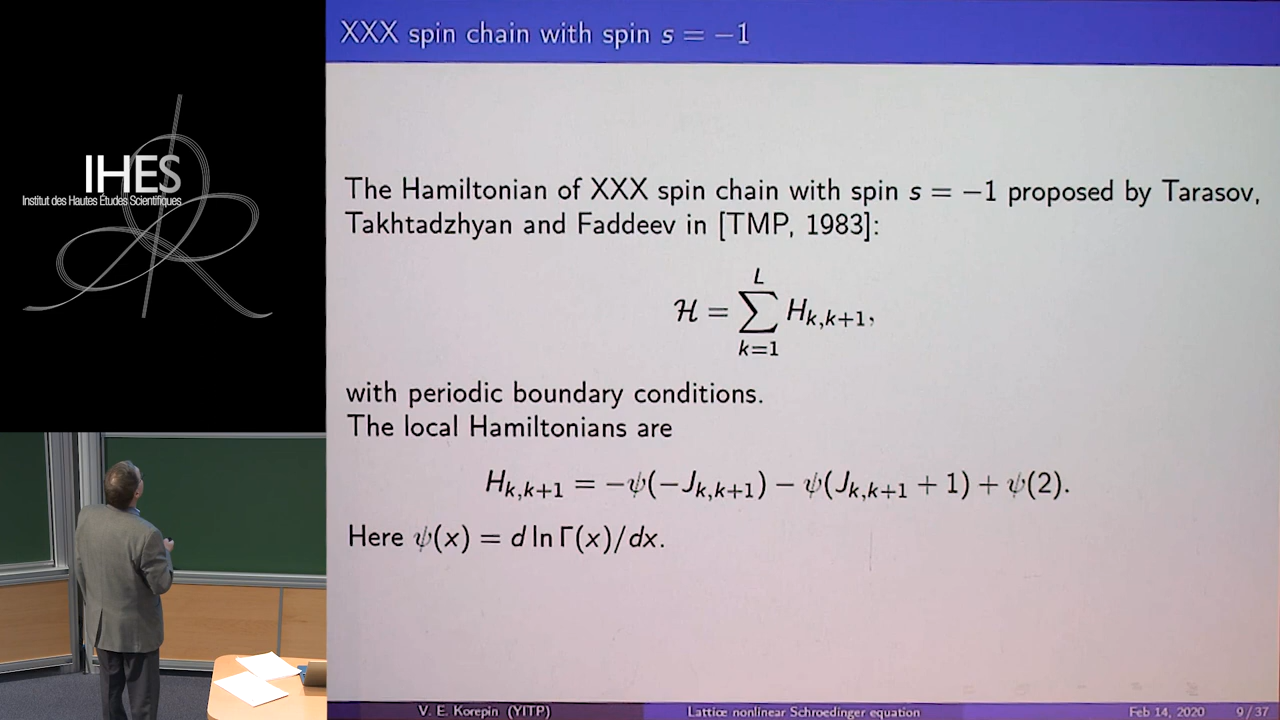 XXX spin chain with spin s = −1
IHES
Institut des Hautes Études Scientifiques
The Hamiltonian of XXX spin chain with spin s = −1 proposed by Tarasov,
Takhtadzhyan and Faddeev in [TMP, 1983]:
ℋ = ∑_{k=1}^{L} H_{k,k+1},
with periodic boundary conditions.
The local Hamiltonians are
H_{k,k+1} = −ψ(−J_{k,k+1}) − ψ(J_{k,k+1} + 1) + ψ(2).
Here ψ(x) = d ln Γ(x)/dx.
V. E. Korepin (YITP) Lattice nonlinear Schroedinger equation Feb 14, 2020 9 / 37